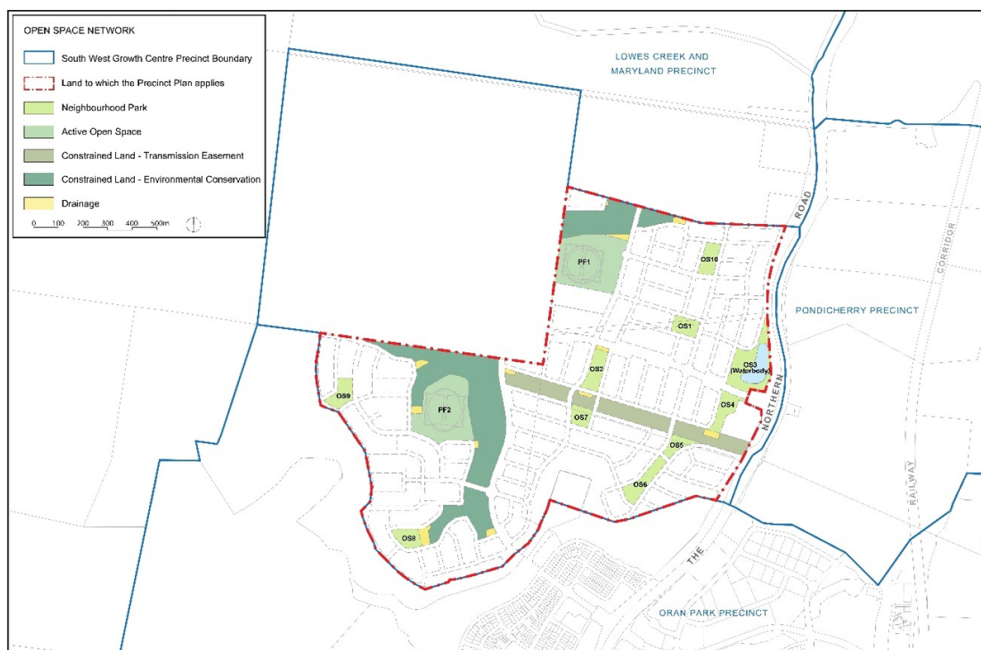 OPEN SPACE NETWORK
South West Growth Centre Precinct Boundary
Land to which the Precinct Plan applies
Neighbourhood Park
Active Open Space
Constrained Land - Transmission Easement
Constrained Land - Environmental Conservation
Drainage
0 100 200 300 400 500m
LOWES CREEK AND
MARYLAND PRECINCT
ROAD
CORRIDOR
PF1
OS10
PONDICHERRY PRECINCT
OS1
OS3
(Waterbody)
OS2
OS9
OS4
NORTHERN
PF2
OS7
OS5
RAILWAY
OS6
OS8
THE
ORAN PARK PRECINCT